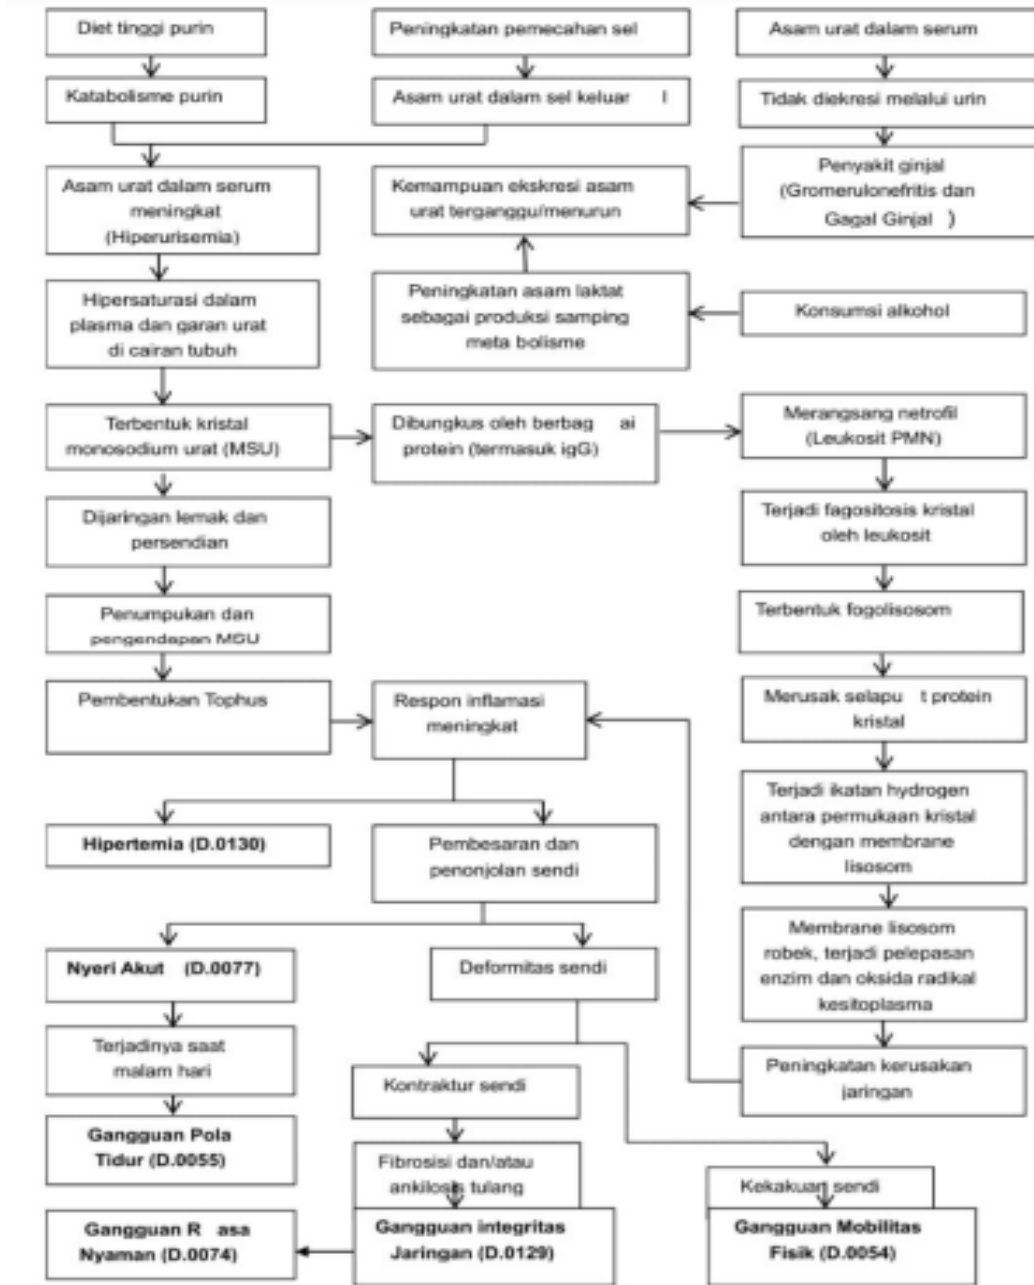 Diet tinggi purin
Peningkatan pemecahan sel
Asam urat dalam serum
Katabolisme purin
Asam urat dalam sel keluar l
Tidak diekresi melalui urin
Asam urat dalam serum
meningkat
(Hiperurisemia)
Kemampuan ekskresi asam
urat terganggu/menurun
Penyakit ginjal
(Gromerulonefritis dan
Gagal Ginjal )
Hipersaturasi dalam
plasma dan garan urat
di cairan tubuh
Peningkatan asam laktat
sebagai produksi samping
meta bolisme
Konsumsi alkohol
Terbentuk kristal
monosodium urat (MSU)
Dibungkus oleh berbag ai
protein (termasuk igG)
Merangsang netrofil
(Leukosit PMN)
Dijaringan lemak dan
persendian
Terjadi fagositosis kristal
oleh leukosit
Penumpukan dan
pengendapan MSU
Terbentuk fogolisosom
Pembentukan Tophus
Respon inflamasi
meningkat
Merusak selapu t protein
kristal
Terjadi ikatan hydrogen
antara permukaan kristal
dengan membrane
lisosom
Hipertemia (D.0130)
Pembesaran dan
penonjolan sendi
Membrane lisosom
robek, terjadi pelepasan
enzim dan oksida radikal
kesitoplasma
Nyeri Akut (D.0077)
Deformitas sendi
Terjadinya saat
malam hari
Kontraktur sendi
Peningkatan kerusakan
jaringan
Gangguan Pola
Tidur (D.0055)
Fibrosisi dan/atau
ankilosis tulang
Kekakuan sendi
Gangguan R asa
Nyaman (D.0074)
Gangguan integritas
Jaringan (D.0129)
Gangguan Mobilitas
Fisik (D.0054)